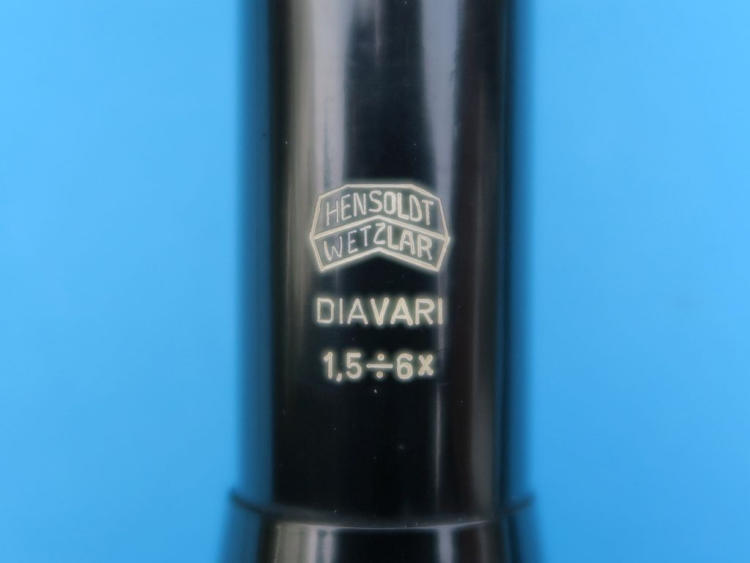 HENSOLDT
WETZLAR
DIAVARI
1,5÷6x